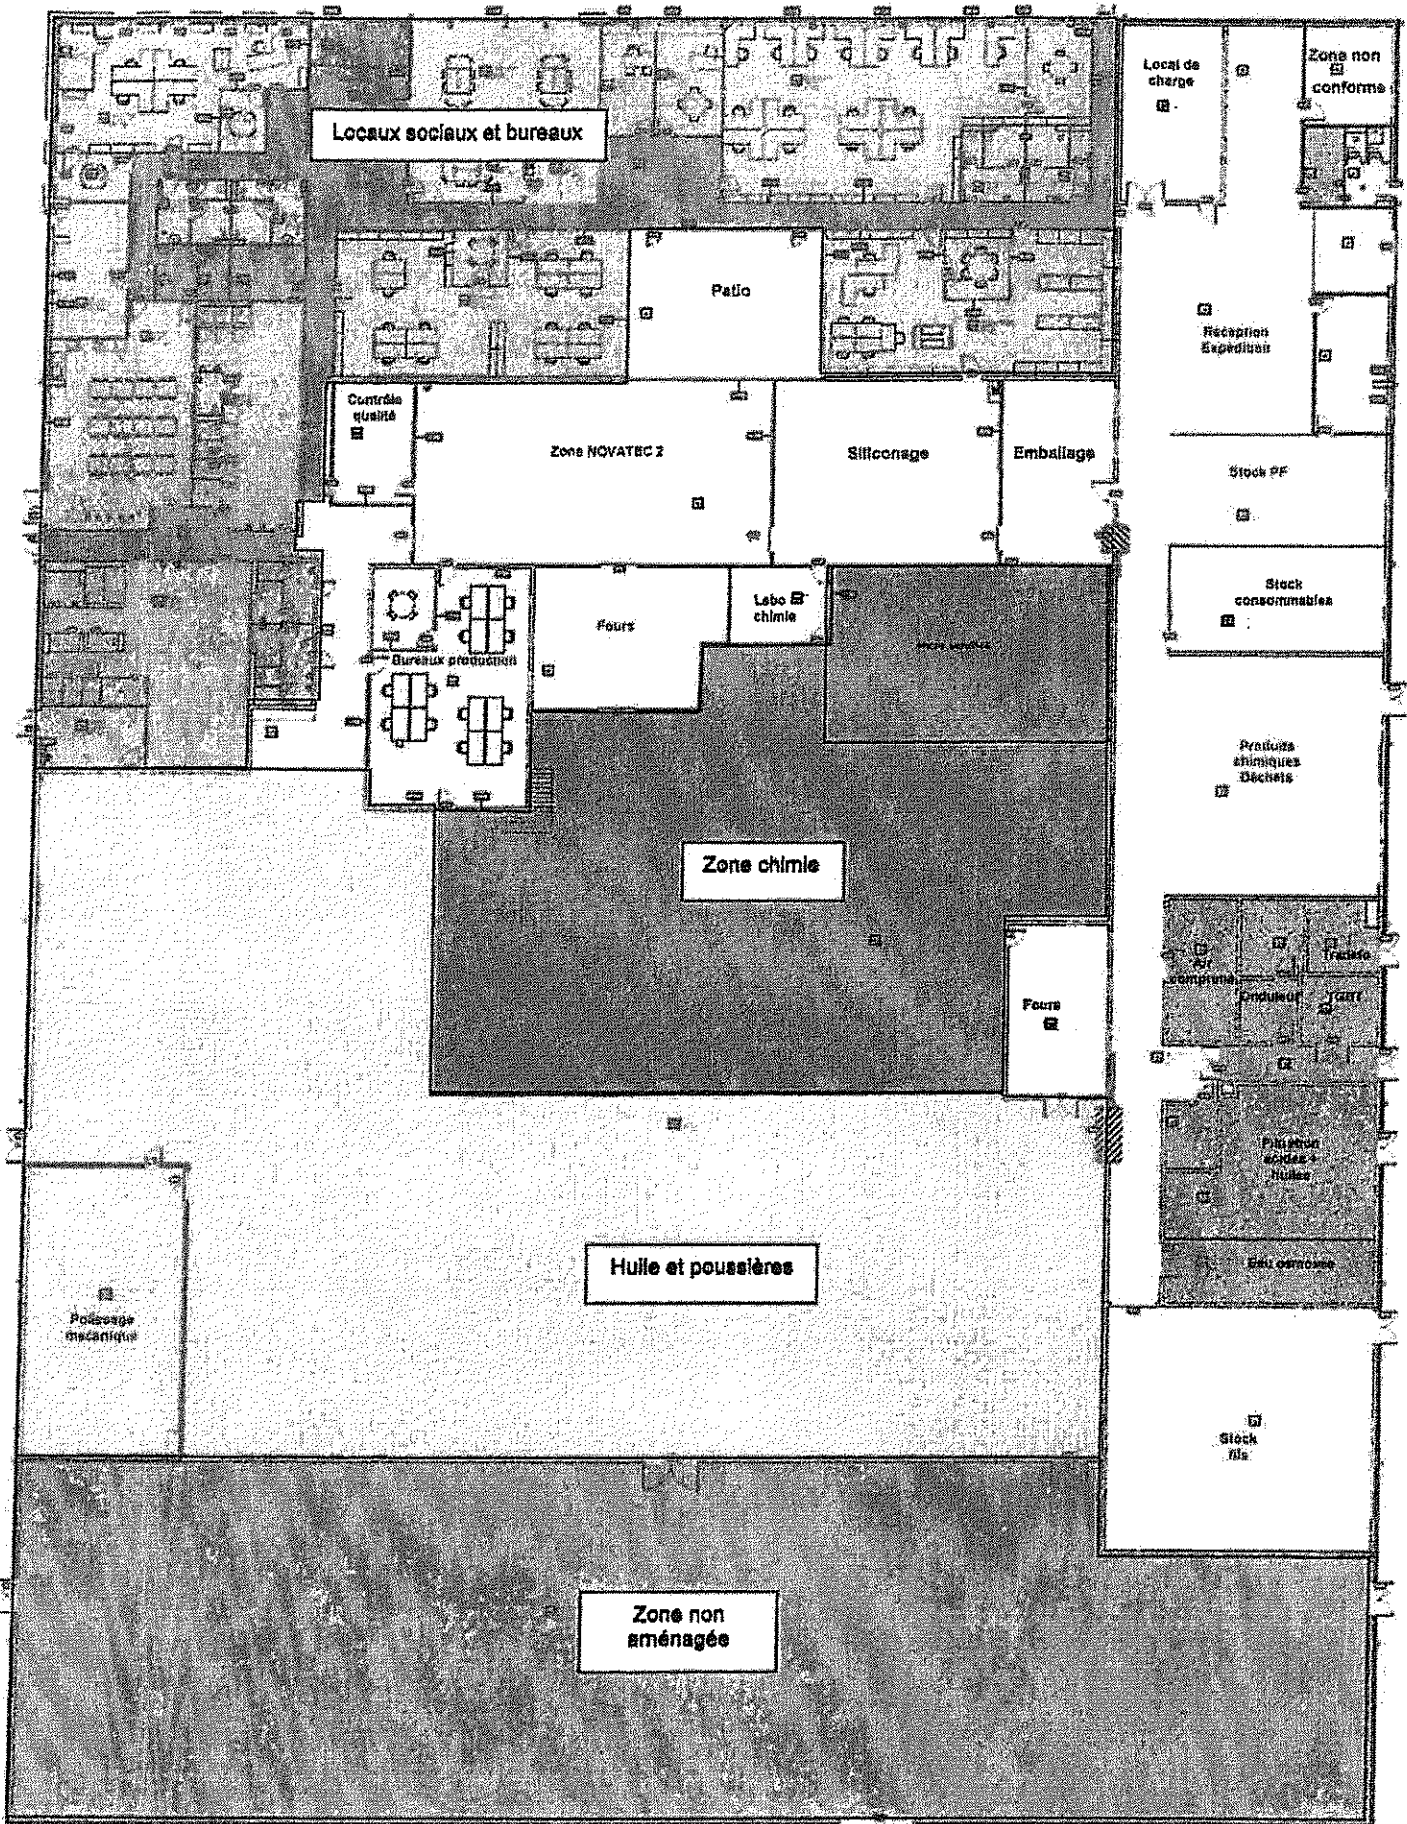 Locaux sociaux et bureaux
Local de
charge
Zone non
conforme
Patio
Réception
Expédition
Contrôle
qualité
Zone NOVATEC 2
Siliconage
Emballage
Stock PF
Stock
consommables
Labo
chimie
Fours
Bureaux production
Produits
chimiques
Déchets
Zone chimie
Air
comprimé
Transfo
Onduleur
TGBT
Fours
Filtration
acides +
huiles
Eau osmosée
Huile et poussières
Polissage
mécanique
Stock
fils
Zone non
aménagée